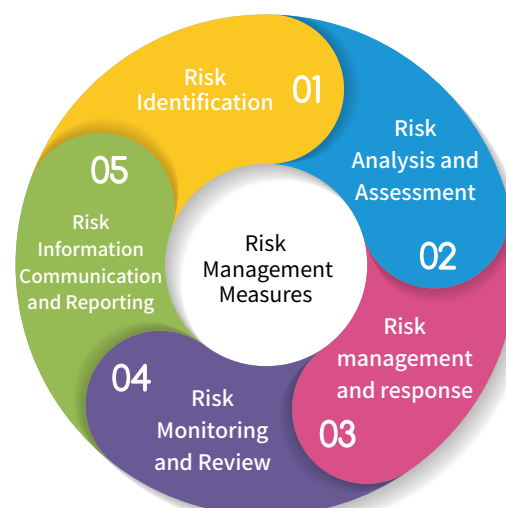 Risk
Identification
01
Risk
Analysis and
Assessment
02
Risk
management
and response
03
04
Risk
Monitoring
and Review
05
Risk
Information
Communication
and Reporting
Risk
Management
Measures